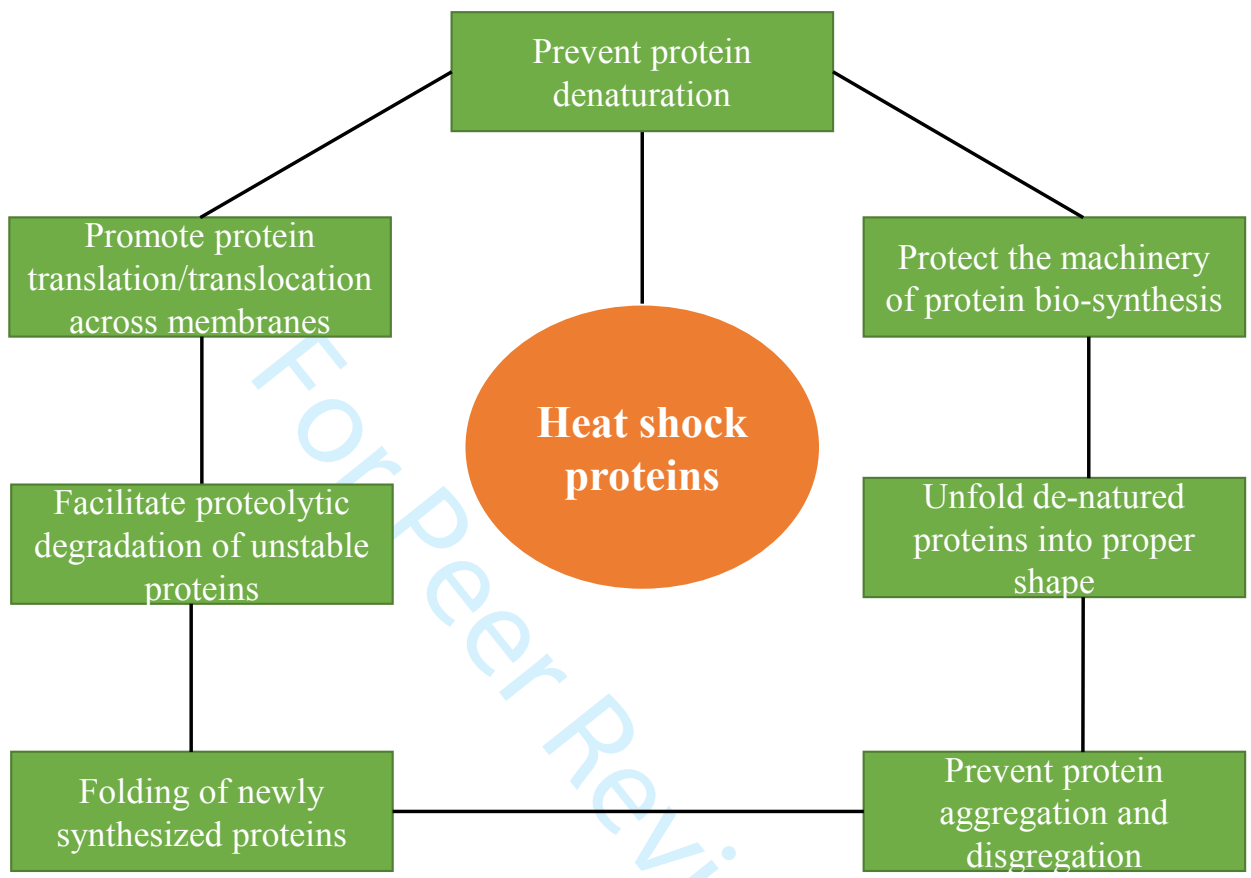 Prevent protein
denaturation
Promote protein
translation/translocation
across membranes
Protect the machinery
of protein bio-synthesis
Heat shock
proteins
Facilitate proteolytic
degradation of unstable
proteins
Unfold de-natured
proteins into proper
shape
Folding of newly
synthesized proteins
Prevent protein
aggregation and
disgregation
For Peer Revi